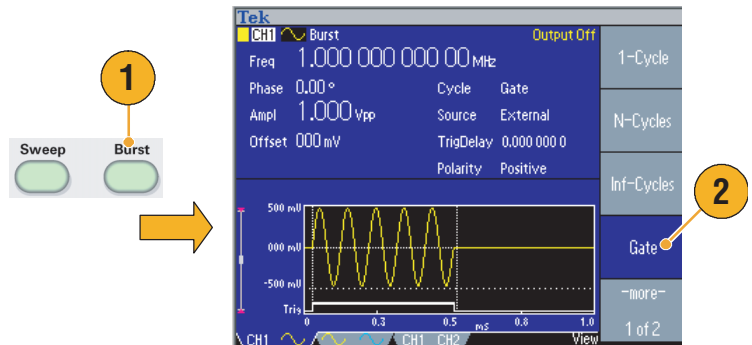 1
Sweep
Burst
Tek
CH1 Burst Output Off
Freq 1.000 000 000 00 MHz
Phase 0.00 ° Cycle Gate
Ampl 1.000 Vpp Source External
Offset 000 mV TrigDelay 0.000 000 0
Polarity Positive
500 mU
000 mU
-500 mU
Trig
0 0.3 0.5 ms 0.8 1.0
CH1 CH1 CH2 View
1-Cycle
N-Cycles
Inf-Cycles
Gate
-more-
1 of 2
2